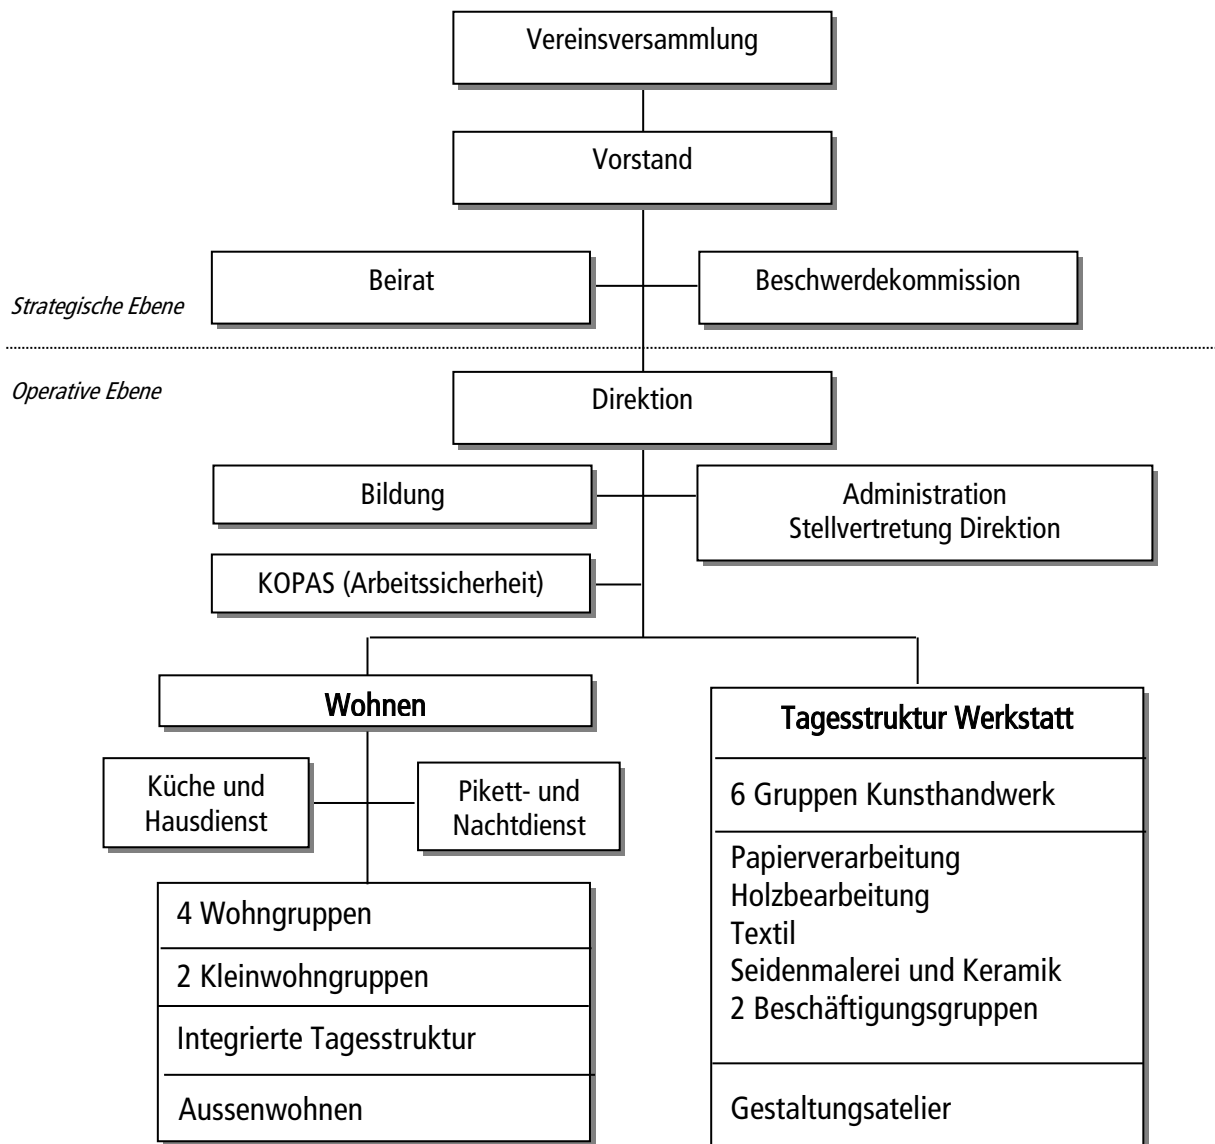 Vereinsversammlung
Vorstand
Beirat
Beschwerdekommission
Strategische Ebene
Operative Ebene
Direktion
Bildung
Administration
Stellvertretung Direktion
KOPAS (Arbeitssicherheit)
Wohnen
Küche und
Hausdienst
Pikett- und
Nachtdienst
4 Wohngruppen
2 Kleinwohngruppen
Integrierte Tagesstruktur
Aussenwohnen
Tagesstruktur Werkstatt
6 Gruppen Kunsthandwerk
Papierverarbeitung
Holzbearbeitung
Textil
Seidenmalerei und Keramik
2 Beschäftigungsgruppen
Gestaltungsatelier